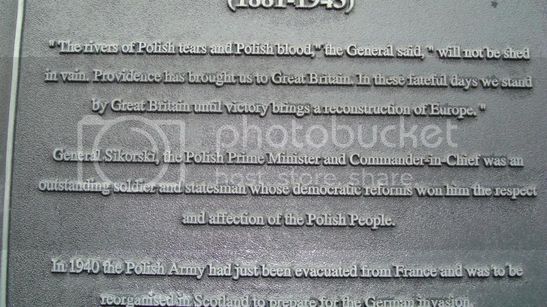 (1881-1943)
"The rivers of Polish tears and Polish blood," the General said, " will not be shed
in vain. Providence has brought us to Great Britain. In these fateful days we stand
by Great Britain until victory brings a reconstruction of Europe."
General Sikorski, the Polish Prime Minister and Commander-in-Chief was an
outstanding soldier and statesman whose democratic reforms won him the respect
and affection of the Polish People.
In 1940 the Polish Army had just been evacuated from France and was to be
reorganised in Scotland to prepare for the German invasion.
photobucket
host. store. share.